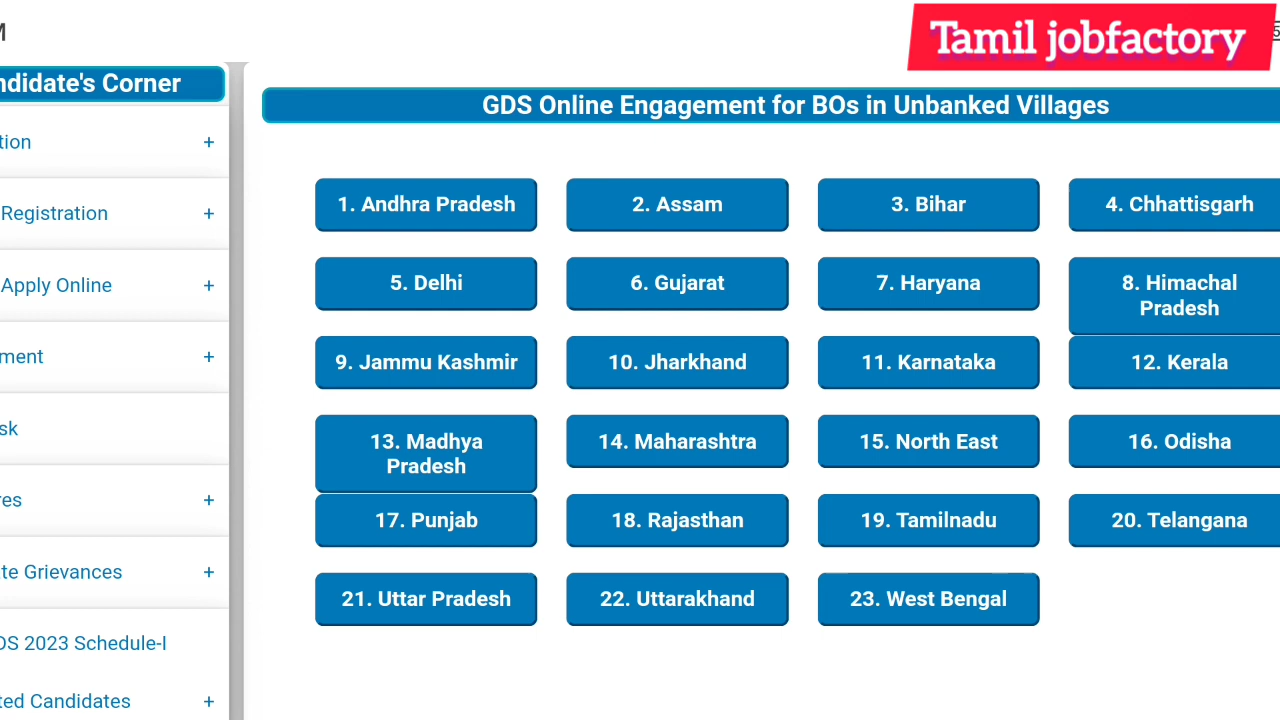 Tamil jobfactory
ndidate's Corner
GDS Online Engagement for BOs in Unbanked Villages
tion +
Registration +
Apply Online +
ment +
sk
res +
te Grievances +
DS 2023 Schedule-I
ted Candidates +
1. Andhra Pradesh
2. Assam
3. Bihar
4. Chhattisgarh
5. Delhi
6. Gujarat
7. Haryana
8. Himachal
Pradesh
9. Jammu Kashmir
10. Jharkhand
11. Karnataka
12. Kerala
13. Madhya
Pradesh
14. Maharashtra
15. North East
16. Odisha
17. Punjab
18. Rajasthan
19. Tamilnadu
20. Telangana
21. Uttar Pradesh
22. Uttarakhand
23. West Bengal